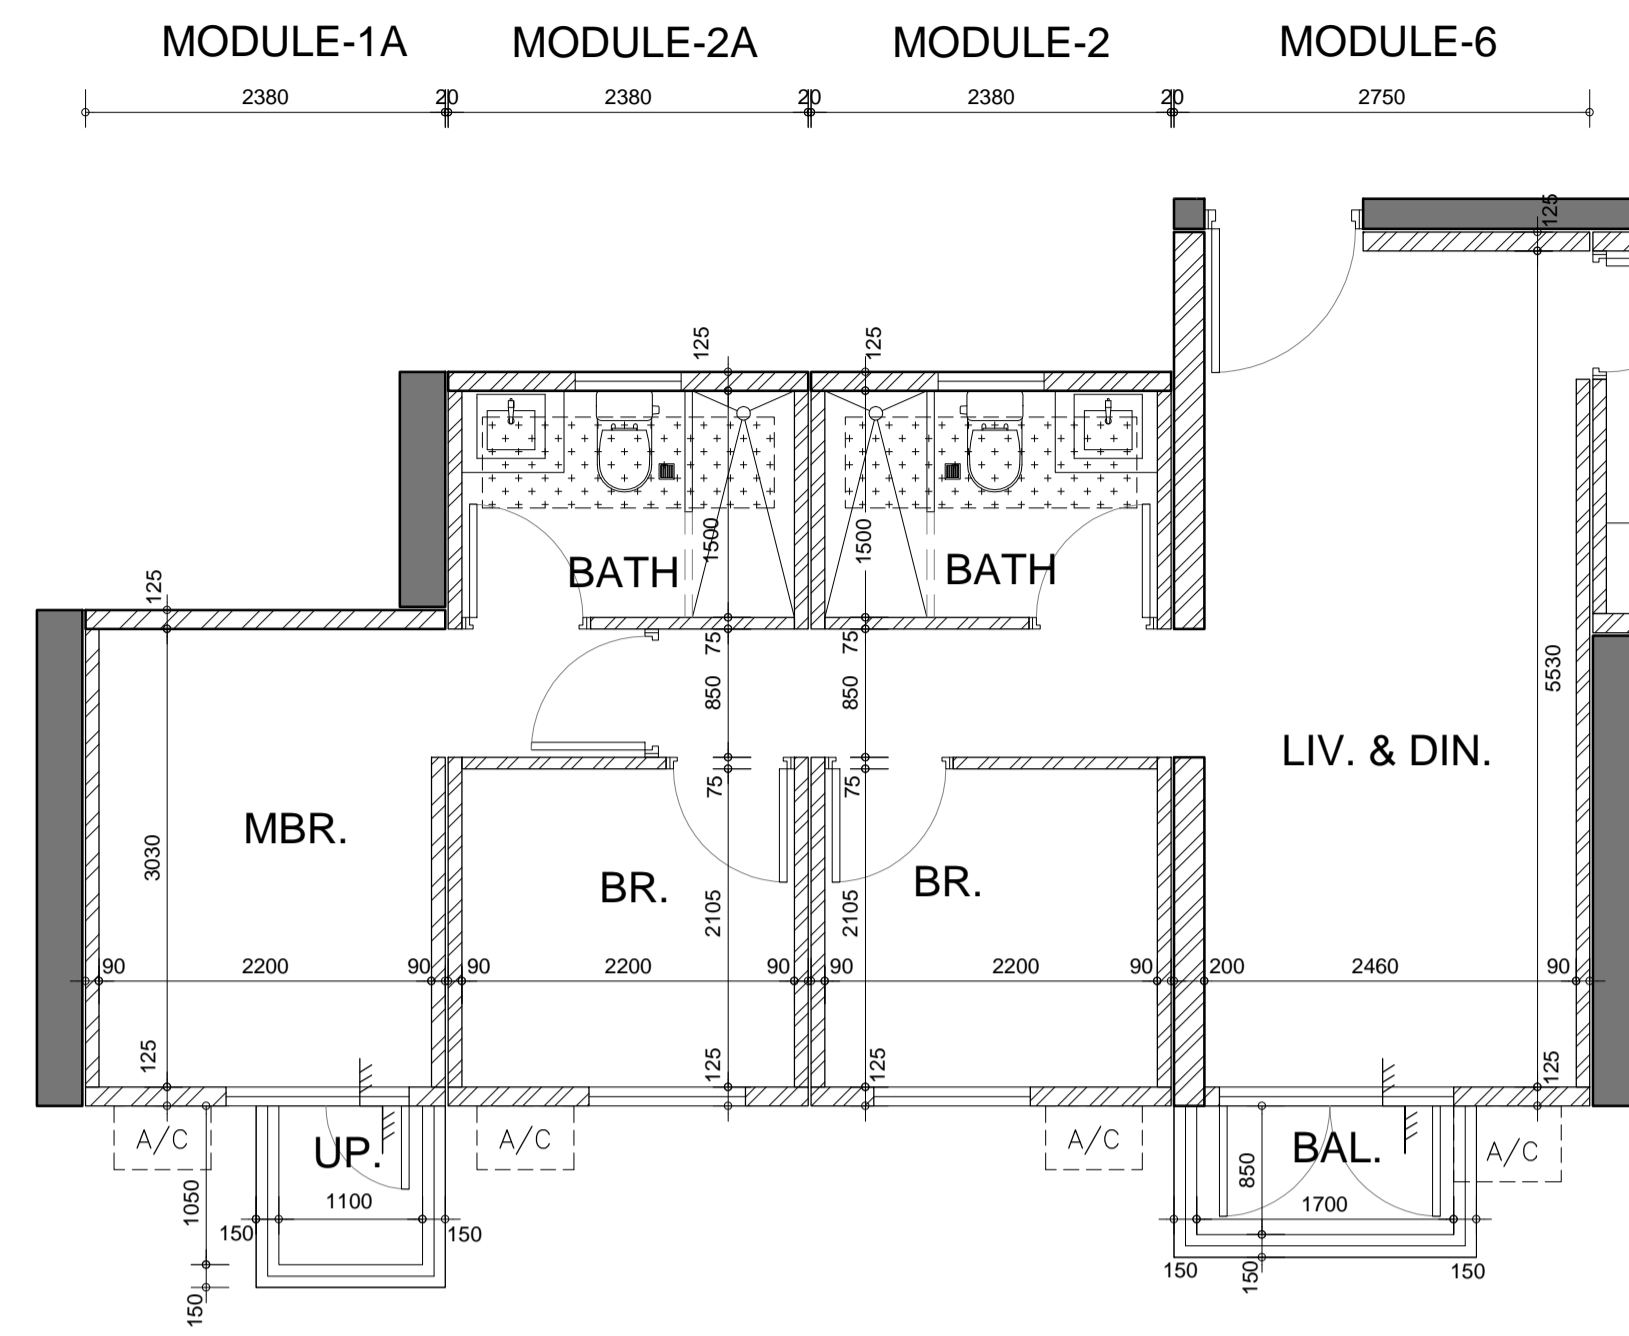 MODULE-1A MODULE-2A MODULE-2 MODULE-6
2380 20 2380 20 2380 20 2750
125
125 125
1500 1500
BATH BATH
125
75 75
850 850
5530
LIV. & DIN.
75 75
MBR.
3030
BR. BR.
2105 2105
90 2200 90 90 2200 90 90 2200 90 200 2460 90
125 125 125 125
A/C UP. A/C A/C BAL. A/C
850
1050 1100 1700
150 150
150 150 150
150